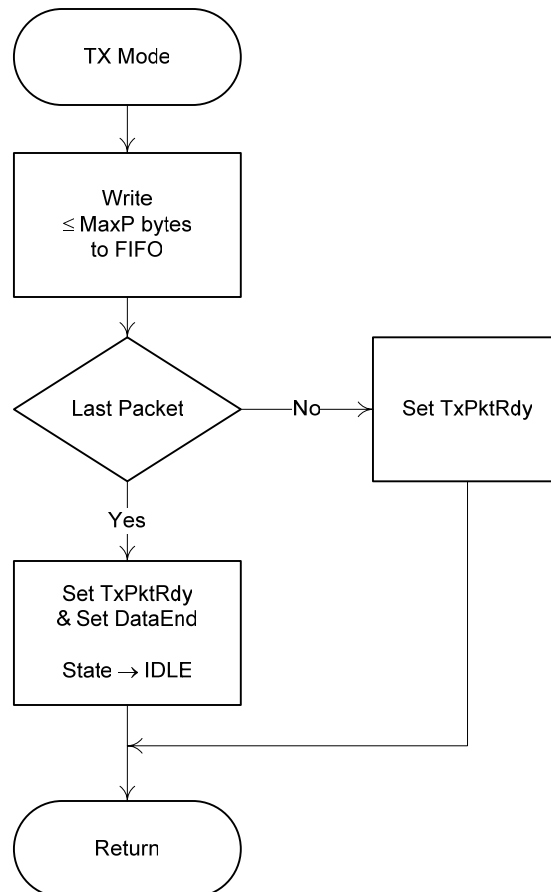 TX Mode
Write
≤ MaxP bytes
to FIFO
Last Packet
No
Set TxPktRdy
Yes
Set TxPktRdy
& Set DataEnd
State → IDLE
Return